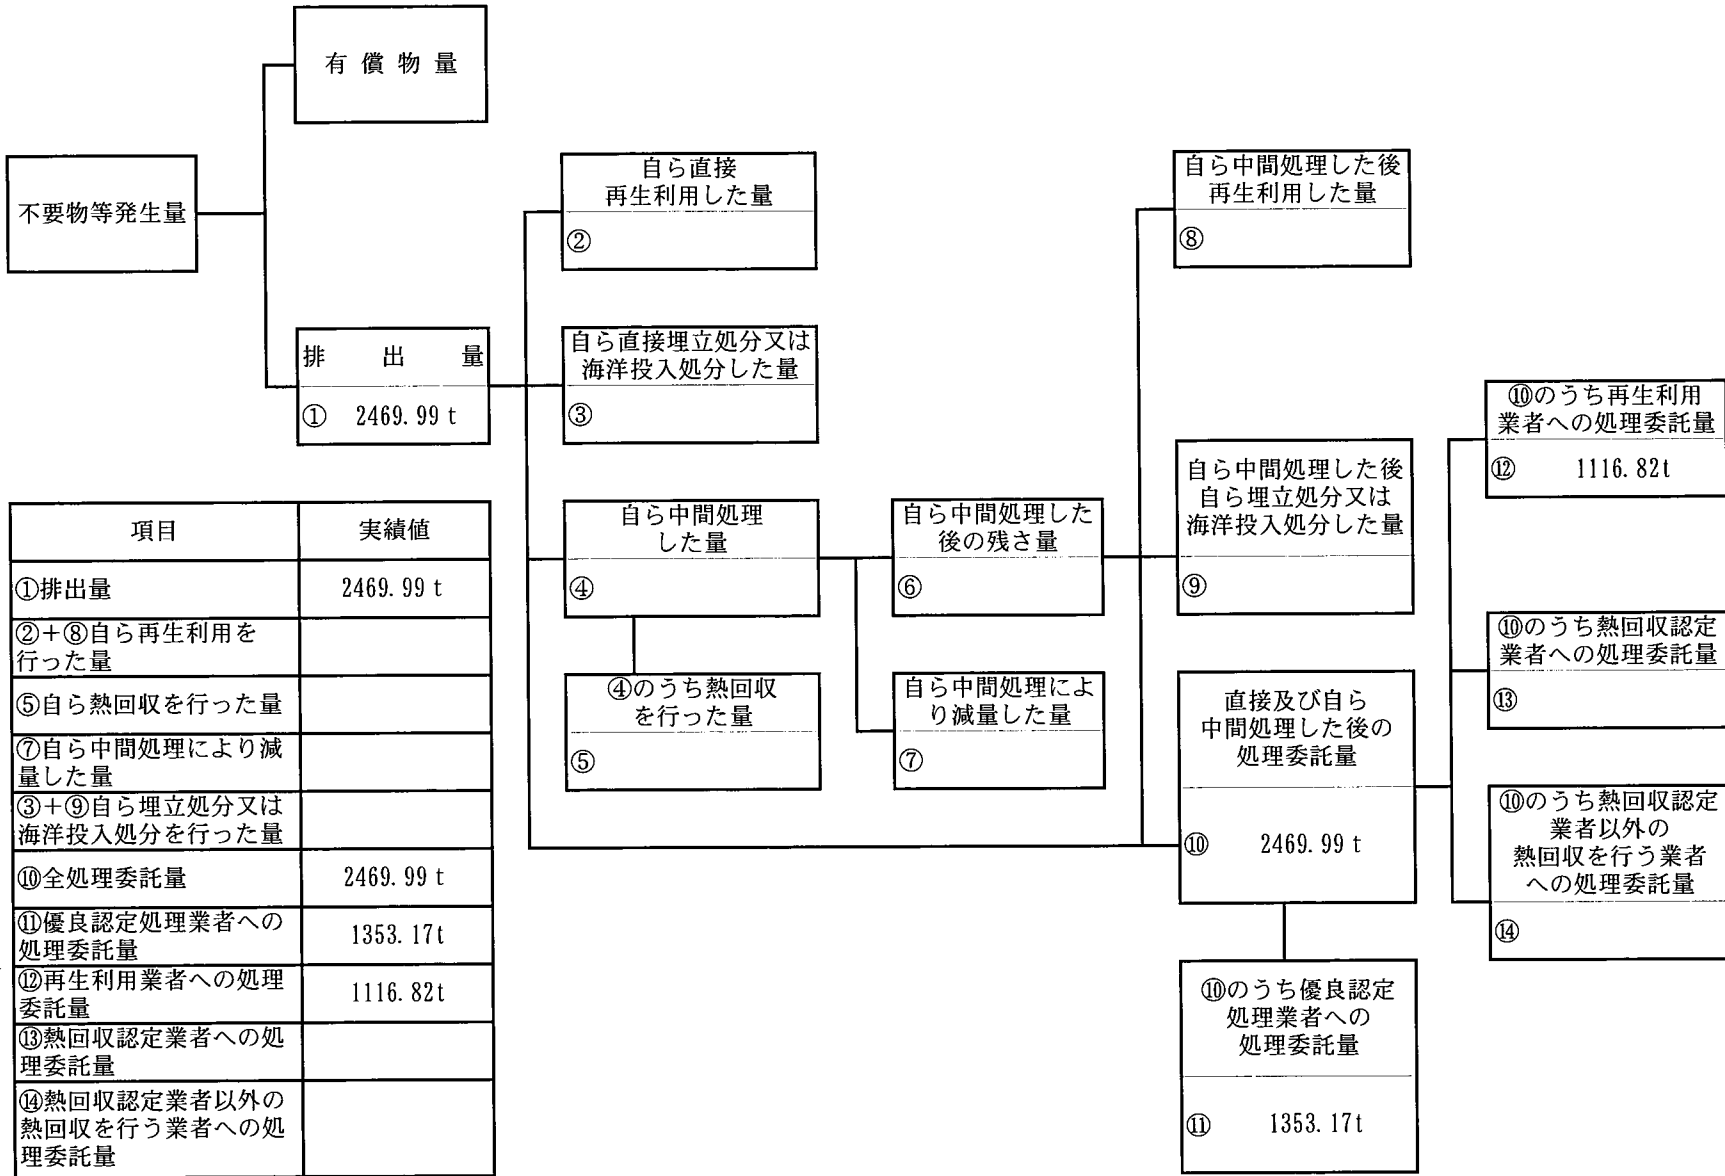 有償物量
不要物等発生量
排出量
① 2469.99 t
自ら直接
再生利用した量
②
自ら直接埋立処分又は
海洋投入処分した量
③
自ら中間処理
した量
④
④のうち熱回収
を行った量
⑤
自ら中間処理した
後の残さ量
⑥
自ら中間処理によ
り減量した量
⑦
自ら中間処理した後
再生利用した量
⑧
自ら中間処理した後
自ら埋立処分又は
海洋投入処分した量
⑨
直接及び自ら
中間処理した後の
処理委託量
⑩ 2469.99 t
⑩のうち優良認定
処理業者への
処理委託量
⑪ 1353.17t
⑩のうち再生利用
業者への処理委託量
⑫ 1116.82t
⑩のうち熱回収認定
業者への処理委託量
⑬
⑩のうち熱回収認定
業者以外の
熱回収を行う業者
への処理委託量
⑭
項目 実績値
①排出量 2469.99 t
②+⑧自ら再生利用を
行った量
⑤自ら熱回収を行った量
⑦自ら中間処理により減
量した量
③+⑨自ら埋立処分又は
海洋投入処分を行った量
⑩全処理委託量 2469.99 t
⑪優良認定処理業者への
処理委託量 1353.17t
⑫再生利用業者への処理
委託量 1116.82t
⑬熱回収認定業者への処
理委託量
⑭熱回収認定業者以外の
熱回収を行う業者への処
理委託量